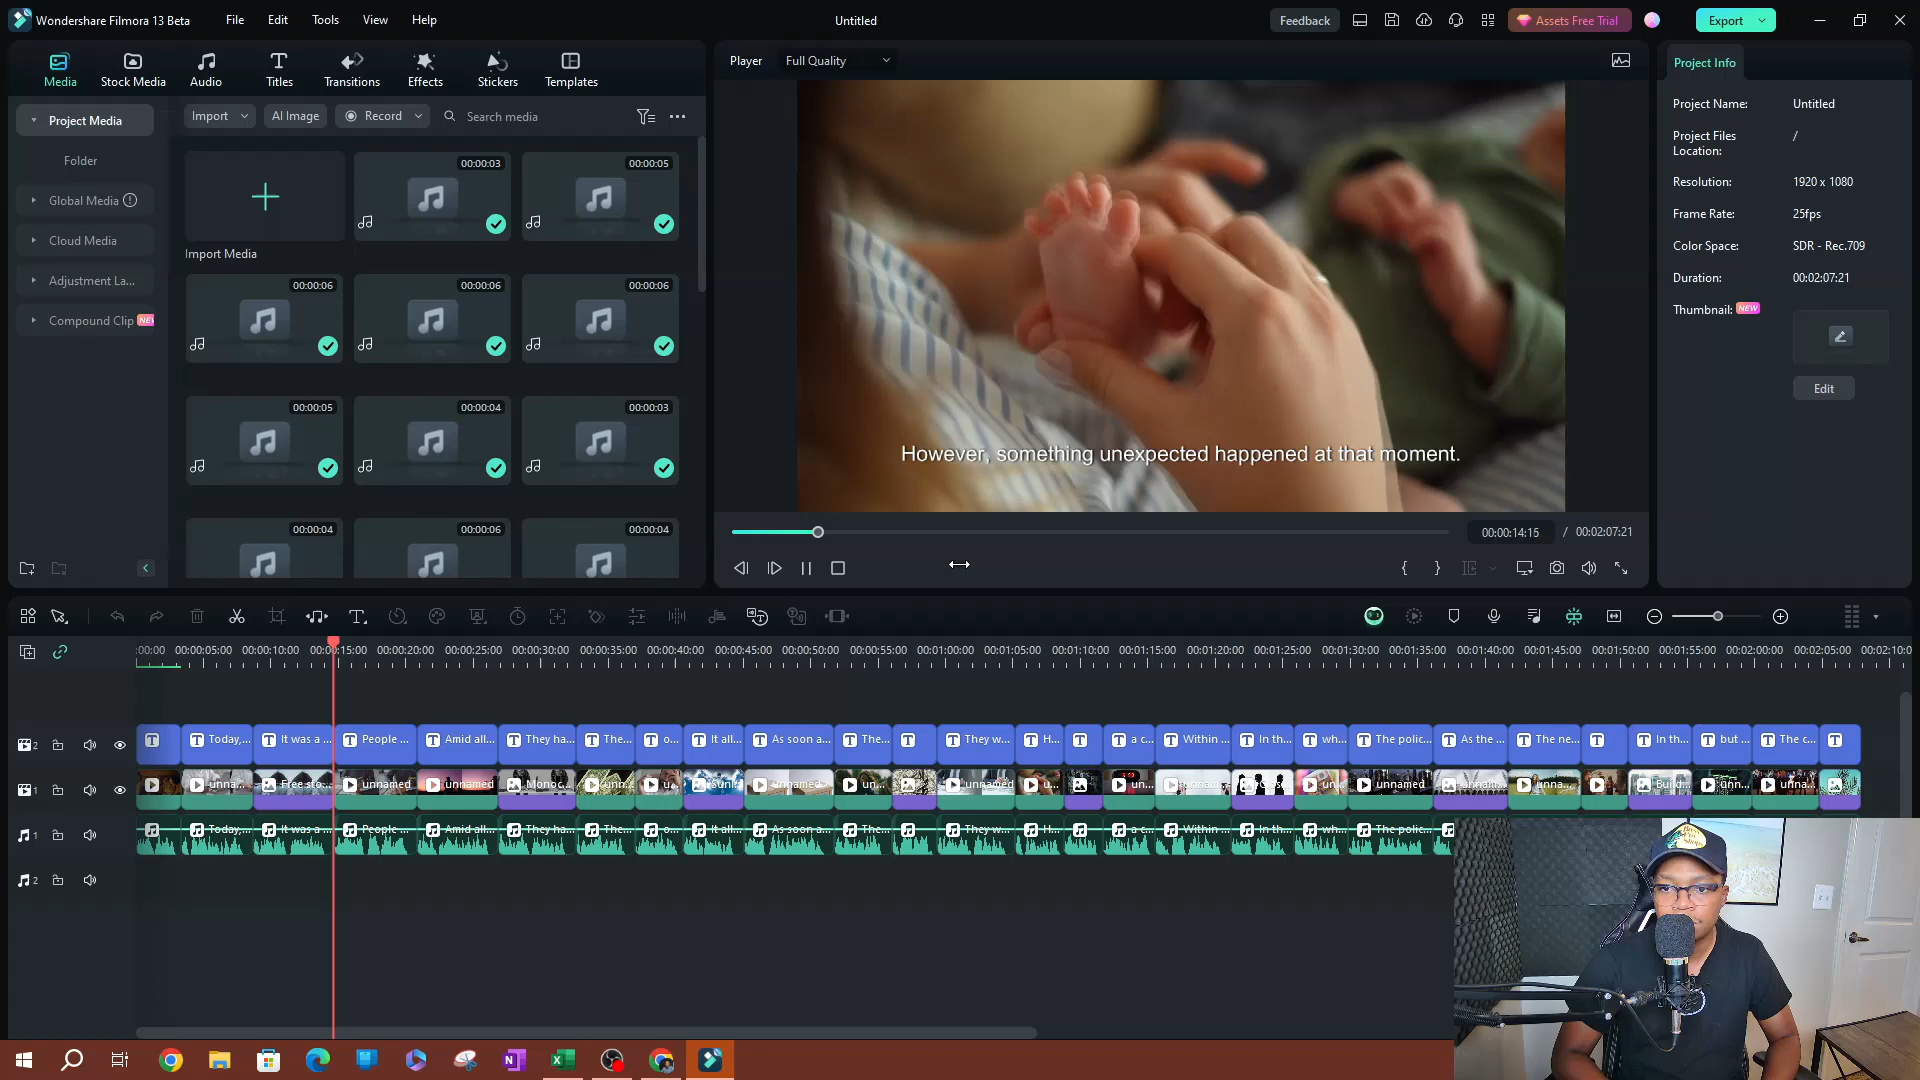 Wondershare Filmora 13 Beta
File
Edit
Tools
View
Help
Untitled
Feedback
Assets Free Trial
Export
Media
Stock Media
Audio
Titles
Transitions
Effects
Stickers
Templates
Player
Full Quality
Project Info
Project Media
Folder
Global Media
Cloud Media
Adjustment La...
Compound Clip
Import
AI Image
Record
Search media
00:00:03
00:00:05
Import Media
00:00:06
00:00:06
00:00:06
00:00:05
00:00:04
00:00:03
00:00:04
00:00:06
00:00:04
However, something unexpected happened at that moment.
00:00:14:15 / 00:02:07:21
Project Name: Untitled
Project Files Location: /
Resolution: 1920 x 1080
Frame Rate: 25fps
Color Space: SDR - Rec.709
Duration: 00:02:07:21
Thumbnail: NEW
Edit
:00:00 00:00:05:00 00:00:10:00 00:00:15:00 00:00:20:00 00:00:25:00 00:00:30:00 00:00:35:00 00:00:40:00 00:00:45:00 00:00:50:00 00:00:55:00 00:01:00:00 00:01:05:00 00:01:10:00 00:01:15:00 00:01:20:00 00:01:25:00 00:01:30:00 00:01:35:00 00:01:40:00 00:01:45:00 00:01:50:00 00:01:55:00 00:02:00:00 00:02:05:00 00:02:10:0
2 Today,... It was a ... People ... Amid all... They ha... The... o... It all... As soon a... The... They w... H... a c... Within ... In th... wh... The polic... As the ... The ne... In th... but ... The c...
1 unna... Free sto... unnamed unnamed Monoc... u... unnamed un... unnamed u... un... un... unnamed unna... unna...
1 Today,... It was a ... People ... Amid all... They ha... The... o... It all... As soon a... The... They w... H... a c... Within ... In th... wh... The polic...
2